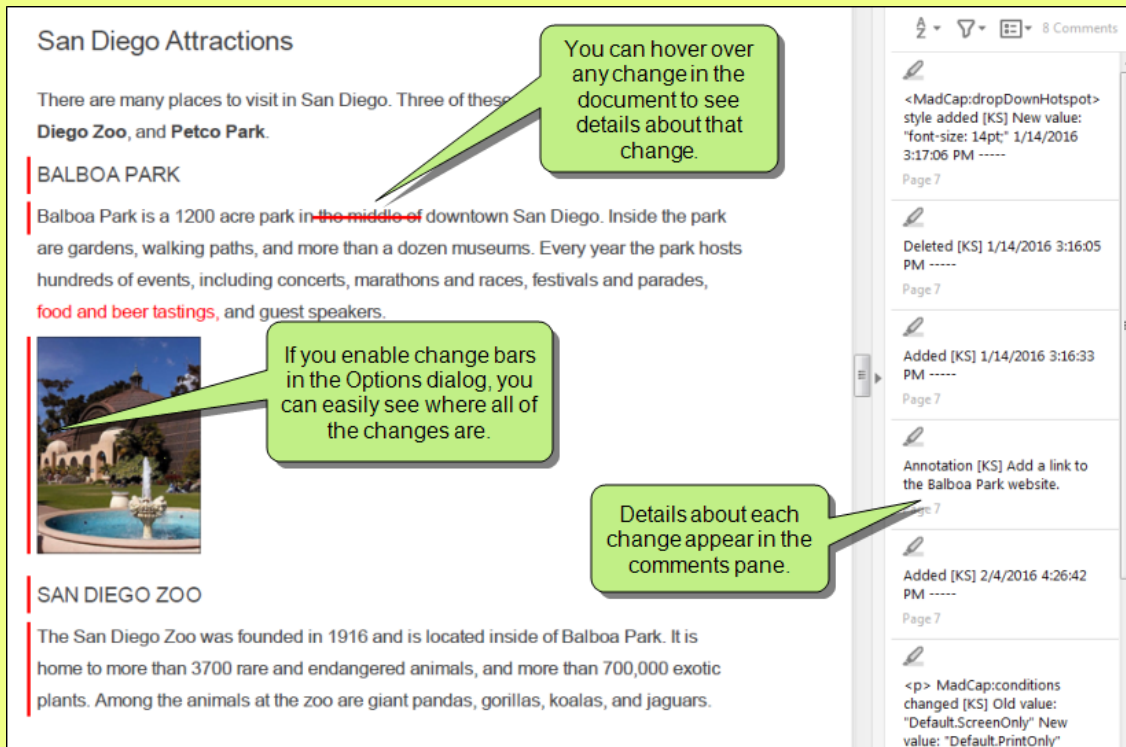 San Diego Attractions
There are many places to visit in San Diego. Three of these
Diego Zoo, and Petco Park.
BALBOA PARK
Balboa Park is a 1200 acre park in the middle of downtown San Diego. Inside the park
are gardens, walking paths, and more than a dozen museums. Every year the park hosts
hundreds of events, including concerts, marathons and races, festivals and parades,
food and beer tastings, and guest speakers.
SAN DIEGO ZOO
The San Diego Zoo was founded in 1916 and is located inside of Balboa Park. It is
home to more than 3700 rare and endangered animals, and more than 700,000 exotic
plants. Among the animals at the zoo are giant pandas, gorillas, koalas, and jaguars.
You can hover over
any change in the
document to see
details about that
change.
If you enable change bars
in the Options dialog, you
can easily see where all of
the changes are.
Details about each
change appear in the
comments pane.
A
Z
8 Comments
<MadCap:dropDownHotspot>
style added [KS] New value:
"font-size: 14pt;" 1/14/2016
3:17:06 PM -----
Page 7
Deleted [KS] 1/14/2016 3:16:05
PM -----
Page 7
Added [KS] 1/14/2016 3:16:33
PM -----
Page 7
Annotation [KS] Add a link to
the Balboa Park website.
Page 7
Added [KS] 2/4/2016 4:26:42
PM -----
Page 7
<p> MadCap:conditions
changed [KS] Old value:
"Default.ScreenOnly" New
value: "Default.PrintOnly"